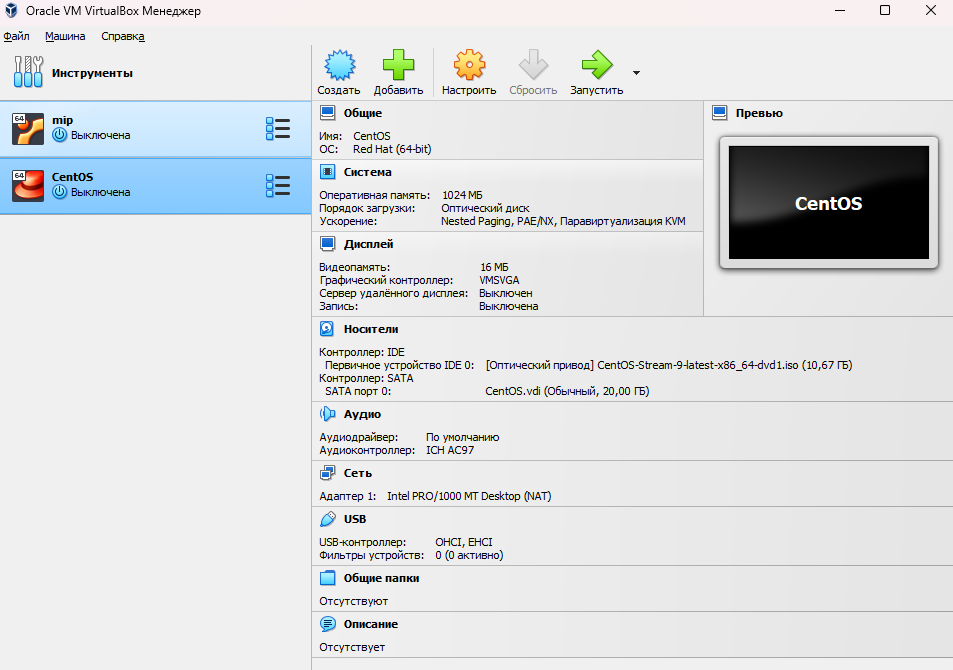 Oracle VM VirtualBox Менеджер
Файл Машина Справка
Инструменты
Создать Добавить Настроить Сбросить Запустить
64 mip
Выключена
64 CentOS
Выключена
Общие
Имя: CentOS
ОС: Red Hat (64-bit)
Система
Оперативная память: 1024 МБ
Порядок загрузки: Оптический диск
Ускорение: Nested Paging, PAE/NX, Паравиртуализация KVM
Дисплей
Видеопамять: 16 МБ
Графический контроллер: VMSVGA
Сервер удалённого дисплея: Выключен
Запись: Выключена
Превью
CentOS
Носители
Контроллер: IDE
Первичное устройство IDE 0: [Оптический привод] CentOS-Stream-9-latest-x86_64-dvd1.iso (10,67 ГБ)
Контроллер: SATA
SATA порт 0: CentOS.vdi (Обычный, 20,00 ГБ)
Аудио
Аудиодрайвер: По умолчанию
Аудиоконтроллер: ICH AC97
Сеть
Адаптер 1: Intel PRO/1000 MT Desktop (NAT)
USB
USB-контроллер: OHCI, EHCI
Фильтры устройств: 0 (0 активно)
Общие папки
Отсутствуют
Описание
Отсутствует